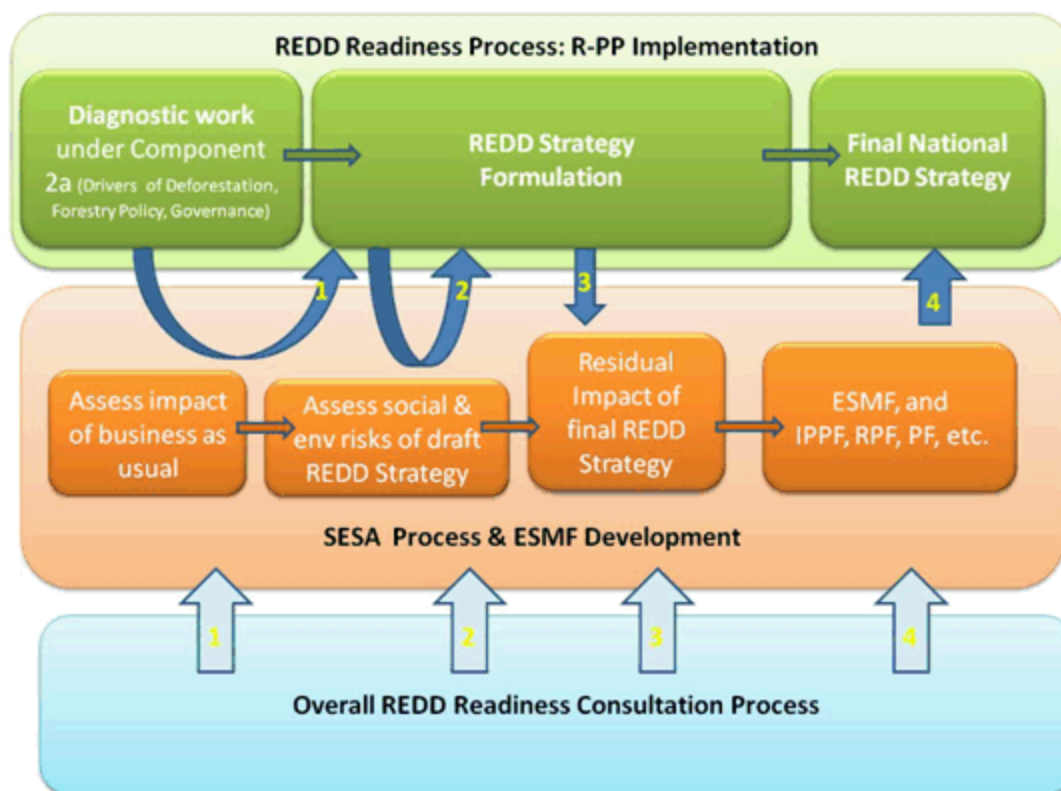 REDD Readiness Process: R-PP Implementation
Diagnostic work
under Component
2a (Drivers of Deforestation,
Forestry Policy, Governance)
REDD Strategy
Formulation
Final National
REDD Strategy
1
2
3
4
Assess impact
of business as
usual
Assess social &
env risks of draft
REDD Strategy
Residual
Impact of
final REDD
Strategy
ESMF, and
IPPF, RPF, PF, etc.
SESA Process & ESMF Development
1
2
3
4
Overall REDD Readiness Consultation Process